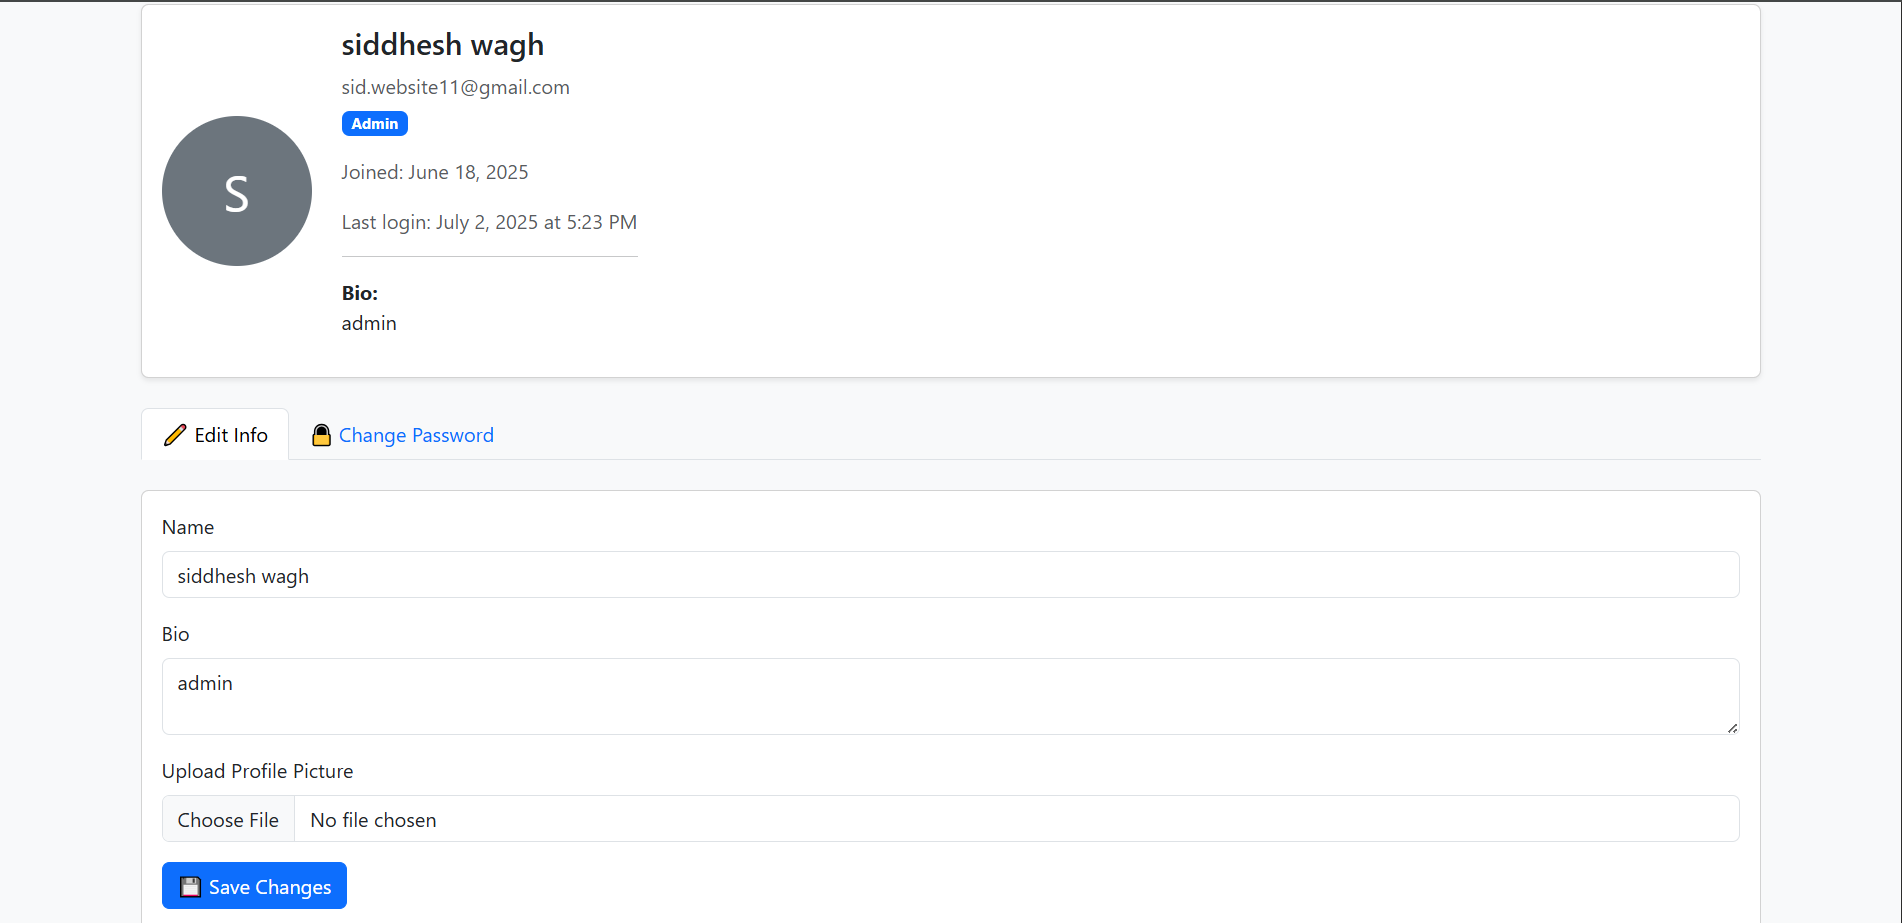 siddhesh wagh
sid.website11@gmail.com
Admin
S
Joined: June 18, 2025
Last login: July 2, 2025 at 5:23 PM
Bio:
admin
Edit Info
Change Password
Name
siddhesh wagh
Bio
admin
Upload Profile Picture
Choose File No file chosen
Save Changes